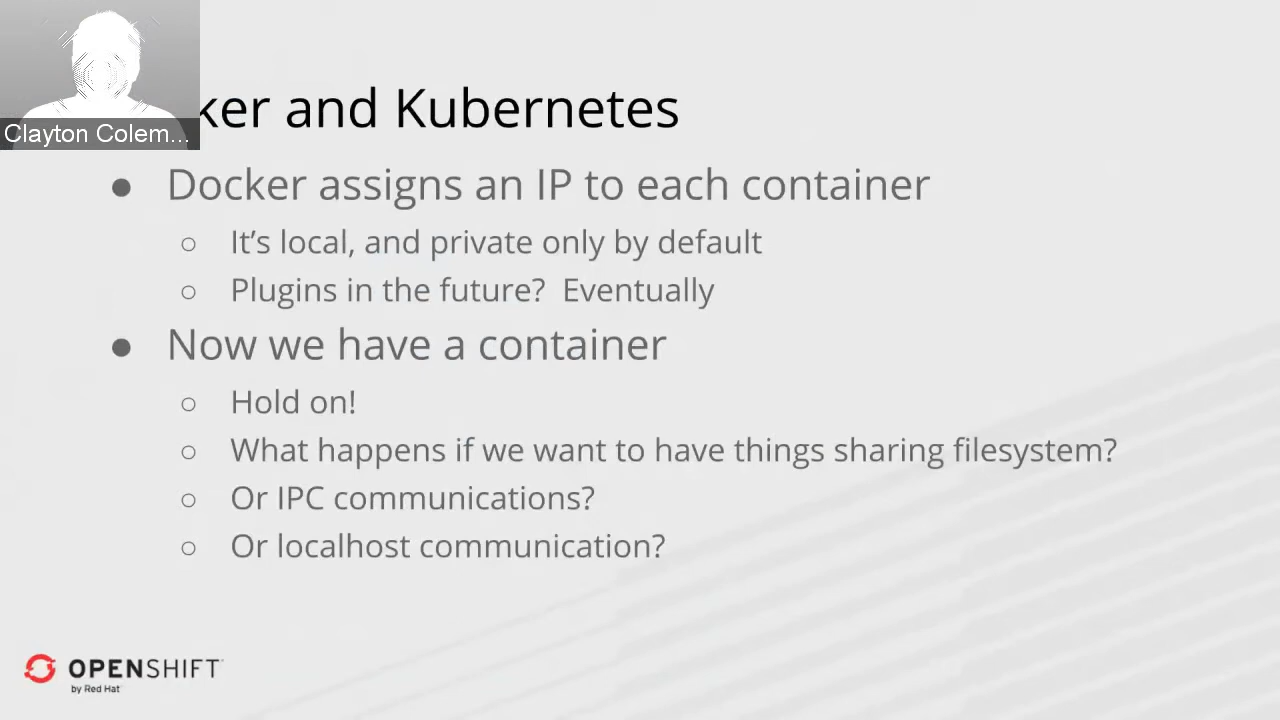 Clayton Colem...
ker and Kubernetes
● Docker assigns an IP to each container
○ It's local, and private only by default
○ Plugins in the future? Eventually
● Now we have a container
○ Hold on!
○ What happens if we want to have things sharing filesystem?
○ Or IPC communications?
○ Or localhost communication?
OPENSHIFT
by Red Hat